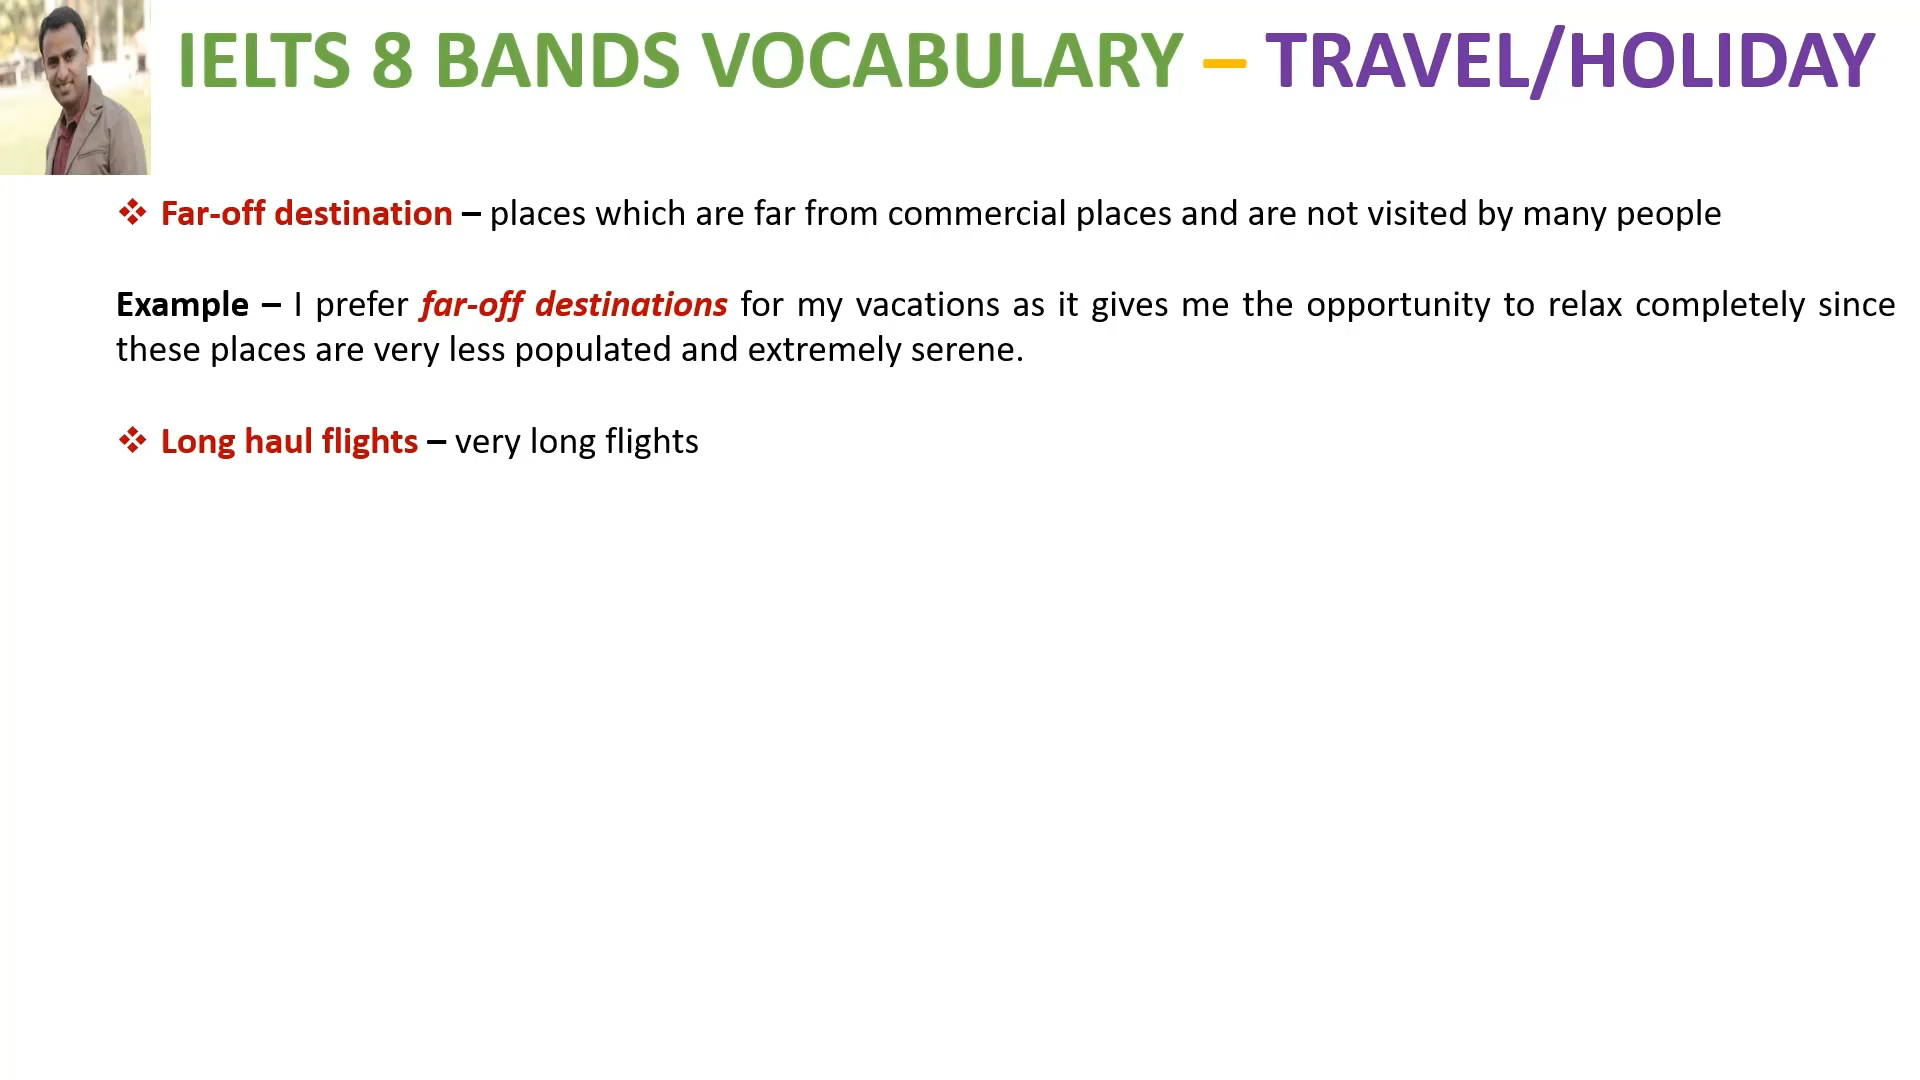 IELTS 8 BANDS VOCABULARY – TRAVEL/HOLIDAY
❖ Far-off destination – places which are far from commercial places and are not visited by many people
Example – I prefer far-off destinations for my vacations as it gives me the opportunity to relax completely since
these places are very less populated and extremely serene.
❖ Long haul flights – very long flights